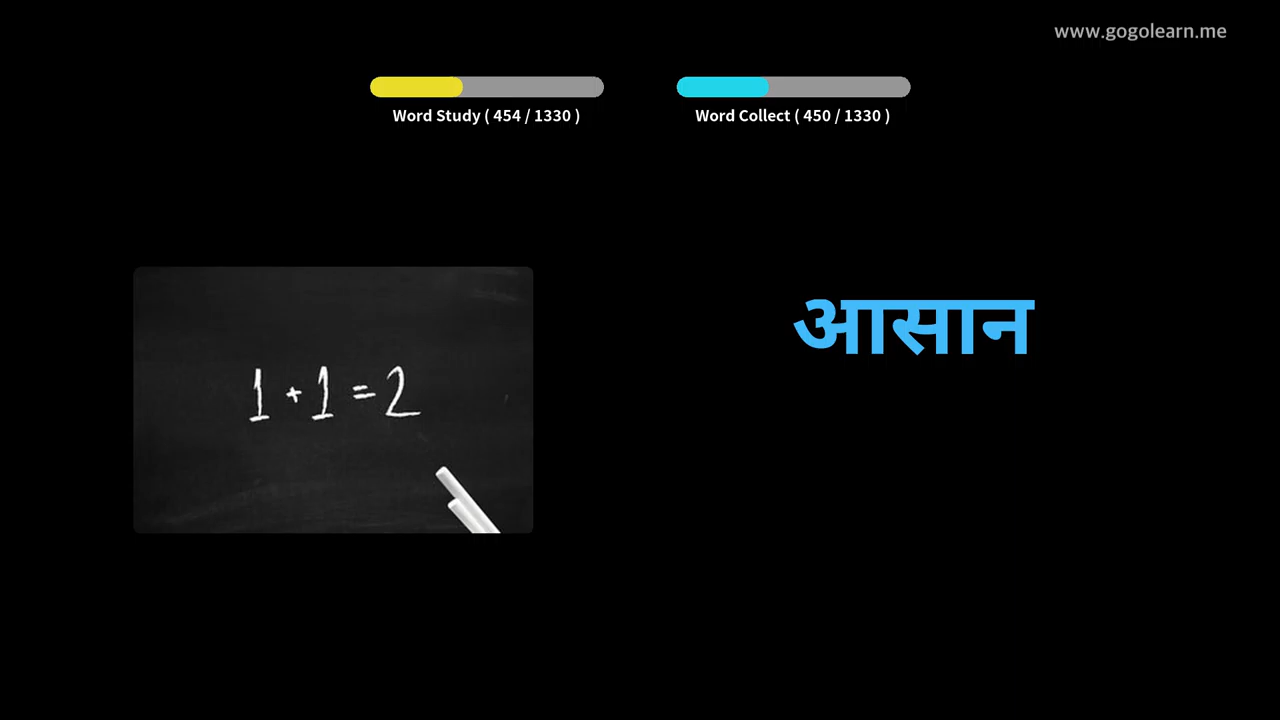 www.gogolearn.me
Word Study ( 454 / 1330 )
Word Collect ( 450 / 1330 )
1 + 1 = 2
आसान